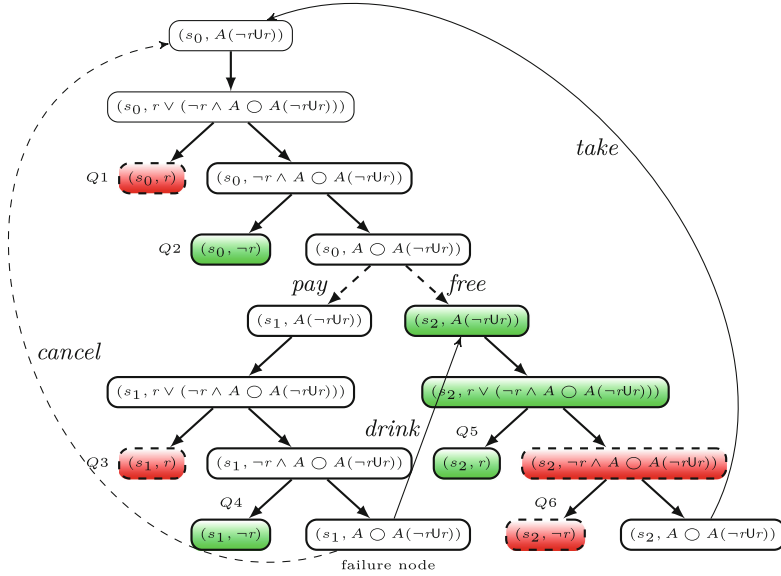 (s₀, A(¬rUr))
(s₀, r ∨ (¬r ∧ A ◯ A(¬rUr)))
take
Q1 (s₀, r) (s₀, ¬r ∧ A ◯ A(¬rUr))
Q2 (s₀, ¬r) (s₀, A ◯ A(¬rUr))
pay free
(s₁, A(¬rUr)) (s₂, A(¬rUr))
cancel
(s₁, r ∨ (¬r ∧ A ◯ A(¬rUr))) (s₂, r ∨ (¬r ∧ A ◯ A(¬rUr)))
drink Q5
Q3 (s₁, r) (s₁, ¬r ∧ A ◯ A(¬rUr)) (s₂, r) (s₂, ¬r ∧ A ◯ A(¬rUr))
Q4 Q6
(s₁, ¬r) (s₁, A ◯ A(¬rUr)) (s₂, ¬r) (s₂, A ◯ A(¬rUr))
failure node